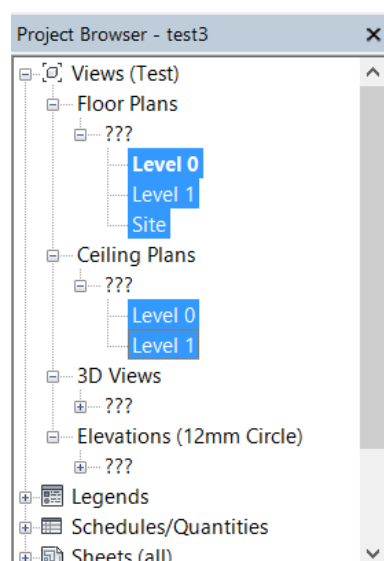 Project Browser - test3
Views (Test)
Floor Plans
???
Level 0
Level 1
Site
Ceiling Plans
???
Level 0
Level 1
3D Views
???
Elevations (12mm Circle)
???
Legends
Schedules/Quantities
Sheets (all)